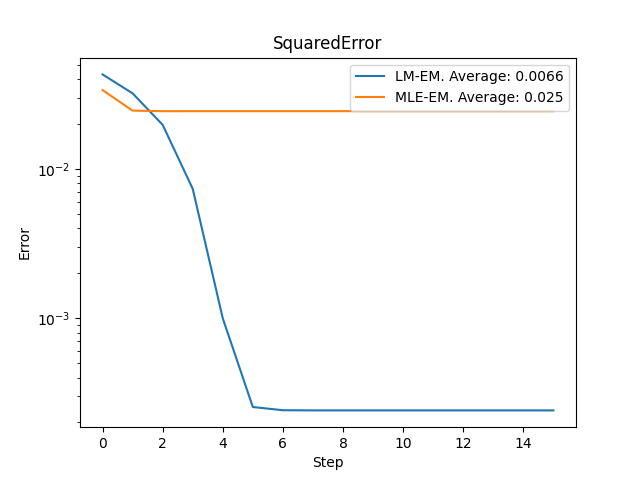 SquaredError
LM-EM. Average: 0.0066
MLE-EM. Average: 0.025
Error
10⁻²
10⁻³
0 2 4 6 8 10 12 14
Step